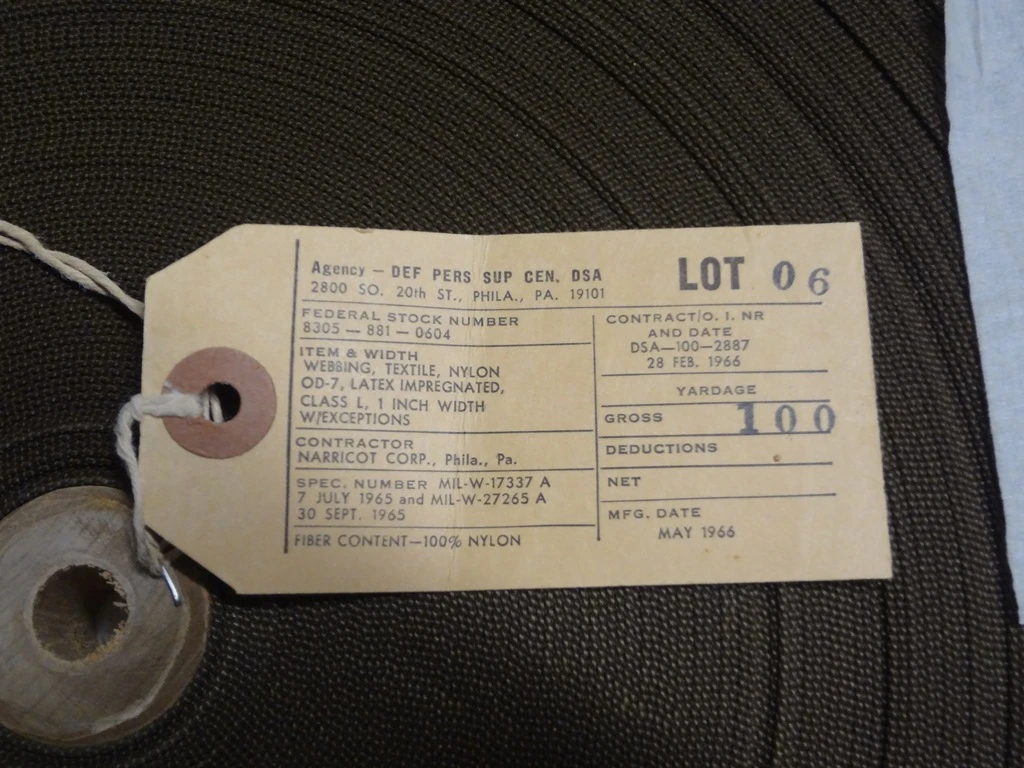 Agency — DEF PERS SUP CEN. DSA
2800 SO. 20th ST., PHILA., PA. 19101
LOT 06
FEDERAL STOCK NUMBER
8305 — 881 — 0604
ITEM & WIDTH
WEBBING, TEXTILE, NYLON
OD-7, LATEX IMPREGNATED,
CLASS L, 1 INCH WIDTH
W/EXCEPTIONS
CONTRACTOR
NARRICOT CORP., Phila., Pa.
SPEC. NUMBER MIL-W-17337 A
7 JULY 1965 and MIL-W-27265 A
30 SEPT. 1965
FIBER CONTENT—100% NYLON
CONTRACT/O. I. NR
AND DATE
DSA—100—2887
28 FEB. 1966
YARDAGE
GROSS 100
DEDUCTIONS
NET
MFG. DATE
MAY 1966